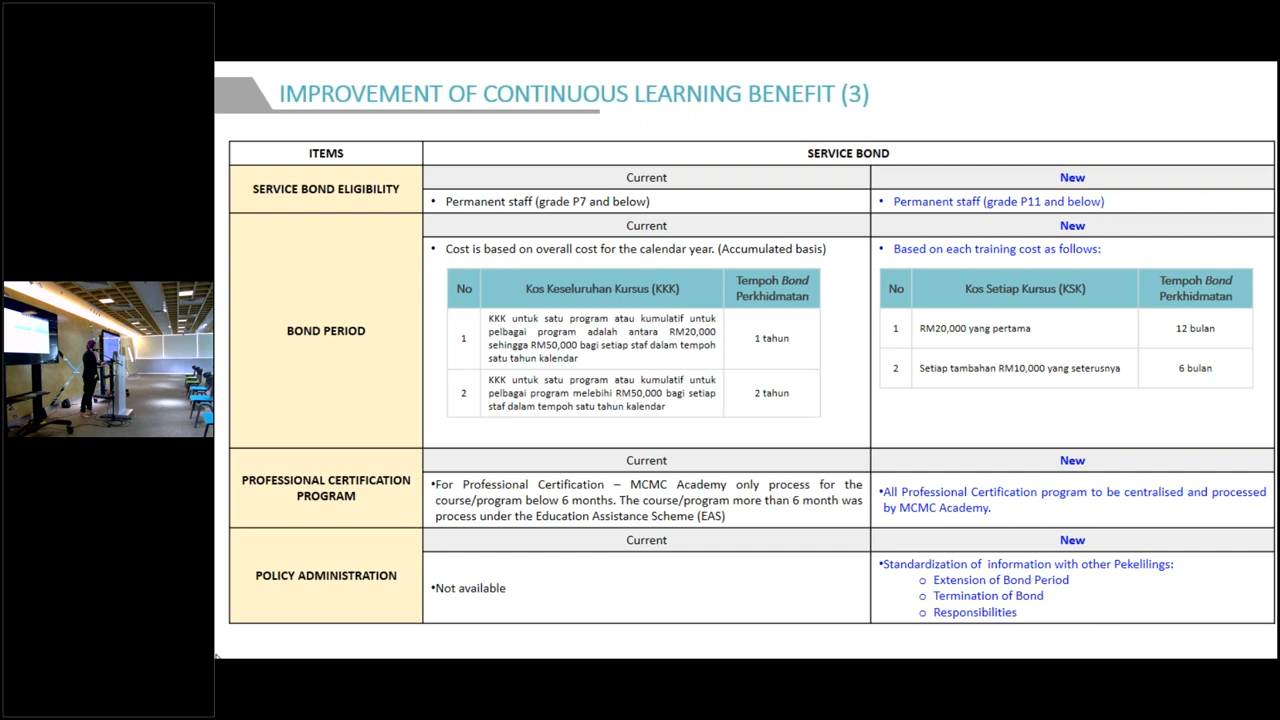 IMPROVEMENT OF CONTINUOUS LEARNING BENEFIT (3)
ITEMS
SERVICE BOND
SERVICE BOND ELIGIBILITY
Current
New
• Permanent staff (grade P7 and below)
• Permanent staff (grade P11 and below)
BOND PERIOD
Current
New
• Cost is based on overall cost for the calendar year. (Accumulated basis)
No
Kos Keseluruhan Kursus (KKK)
Tempoh Bond
Perkhidmatan
1
KKK untuk satu program atau kumulatif untuk
pelbagai program adalah antara RM20,000
sehingga RM50,000 bagi setiap staf dalam tempoh
satu tahun kalendar
1 tahun
2
KKK untuk satu program atau kumulatif untuk
pelbagai program melebihi RM50,000 bagi setiap
staf dalam tempoh satu tahun kalendar
2 tahun
• Based on each training cost as follows:
No
Kos Setiap Kursus (KSK)
Tempoh Bond
Perkhidmatan
1
RM20,000 yang pertama
12 bulan
2
Setiap tambahan RM10,000 yang seterusnya
6 bulan
PROFESSIONAL CERTIFICATION
PROGRAM
Current
New
•For Professional Certification – MCMC Academy only process for the
course/program below 6 months. The course/program more than 6 month was
process under the Education Assistance Scheme (EAS)
•All Professional Certification program to be centralised and processed
by MCMC Academy.
POLICY ADMINISTRATION
Current
New
•Not available
•Standardization of information with other Pekelilings:
o Extension of Bond Period
o Termination of Bond
o Responsibilities